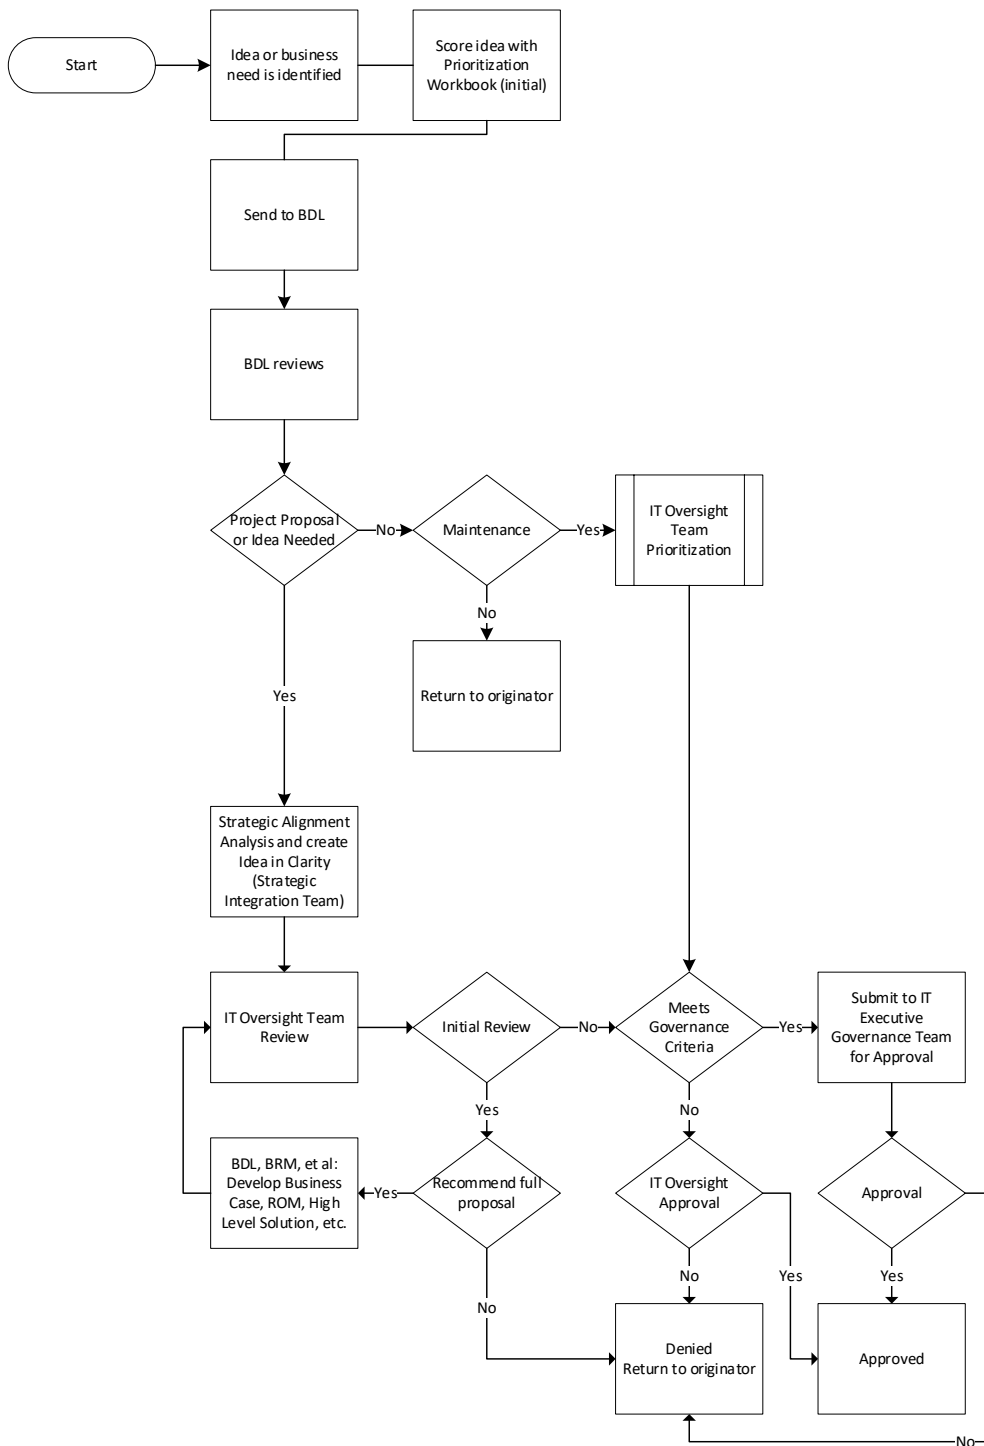 Start
Idea or business
need is identified
Score idea with
Prioritization
Workbook (initial)
Send to BDL
BDL reviews
Project Proposal
or Idea Needed
No
Maintenance
Yes
IT Oversight
Team
Prioritization
No
Return to originator
Yes
Strategic Alignment
Analysis and create
Idea in Clarity
(Strategic
Integration Team)
IT Oversight Team
Review
Initial Review
No
Meets
Governance
Criteria
Yes
Submit to IT
Executive
Governance Team
for Approval
Yes
No
BDL, BRM, et al:
Develop Business
Case, ROM, High
Level Solution, etc.
Yes
Recommend full
proposal
IT Oversight
Approval
Approval
No
No
Yes
Yes
Denied
Return to originator
Approved
No